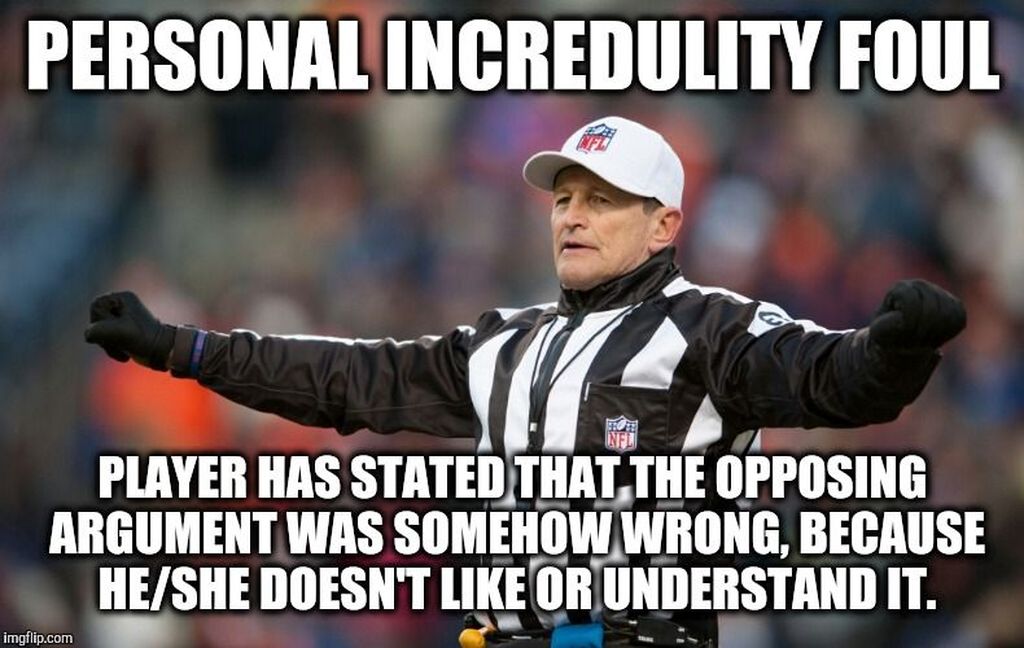 PERSONAL INCREDULITY FOUL
NFL
NFL
PLAYER HAS STATED THAT THE OPPOSING
ARGUMENT WAS SOMEHOW WRONG, BECAUSE
HE/SHE DOESN'T LIKE OR UNDERSTAND IT.
imgflip.com